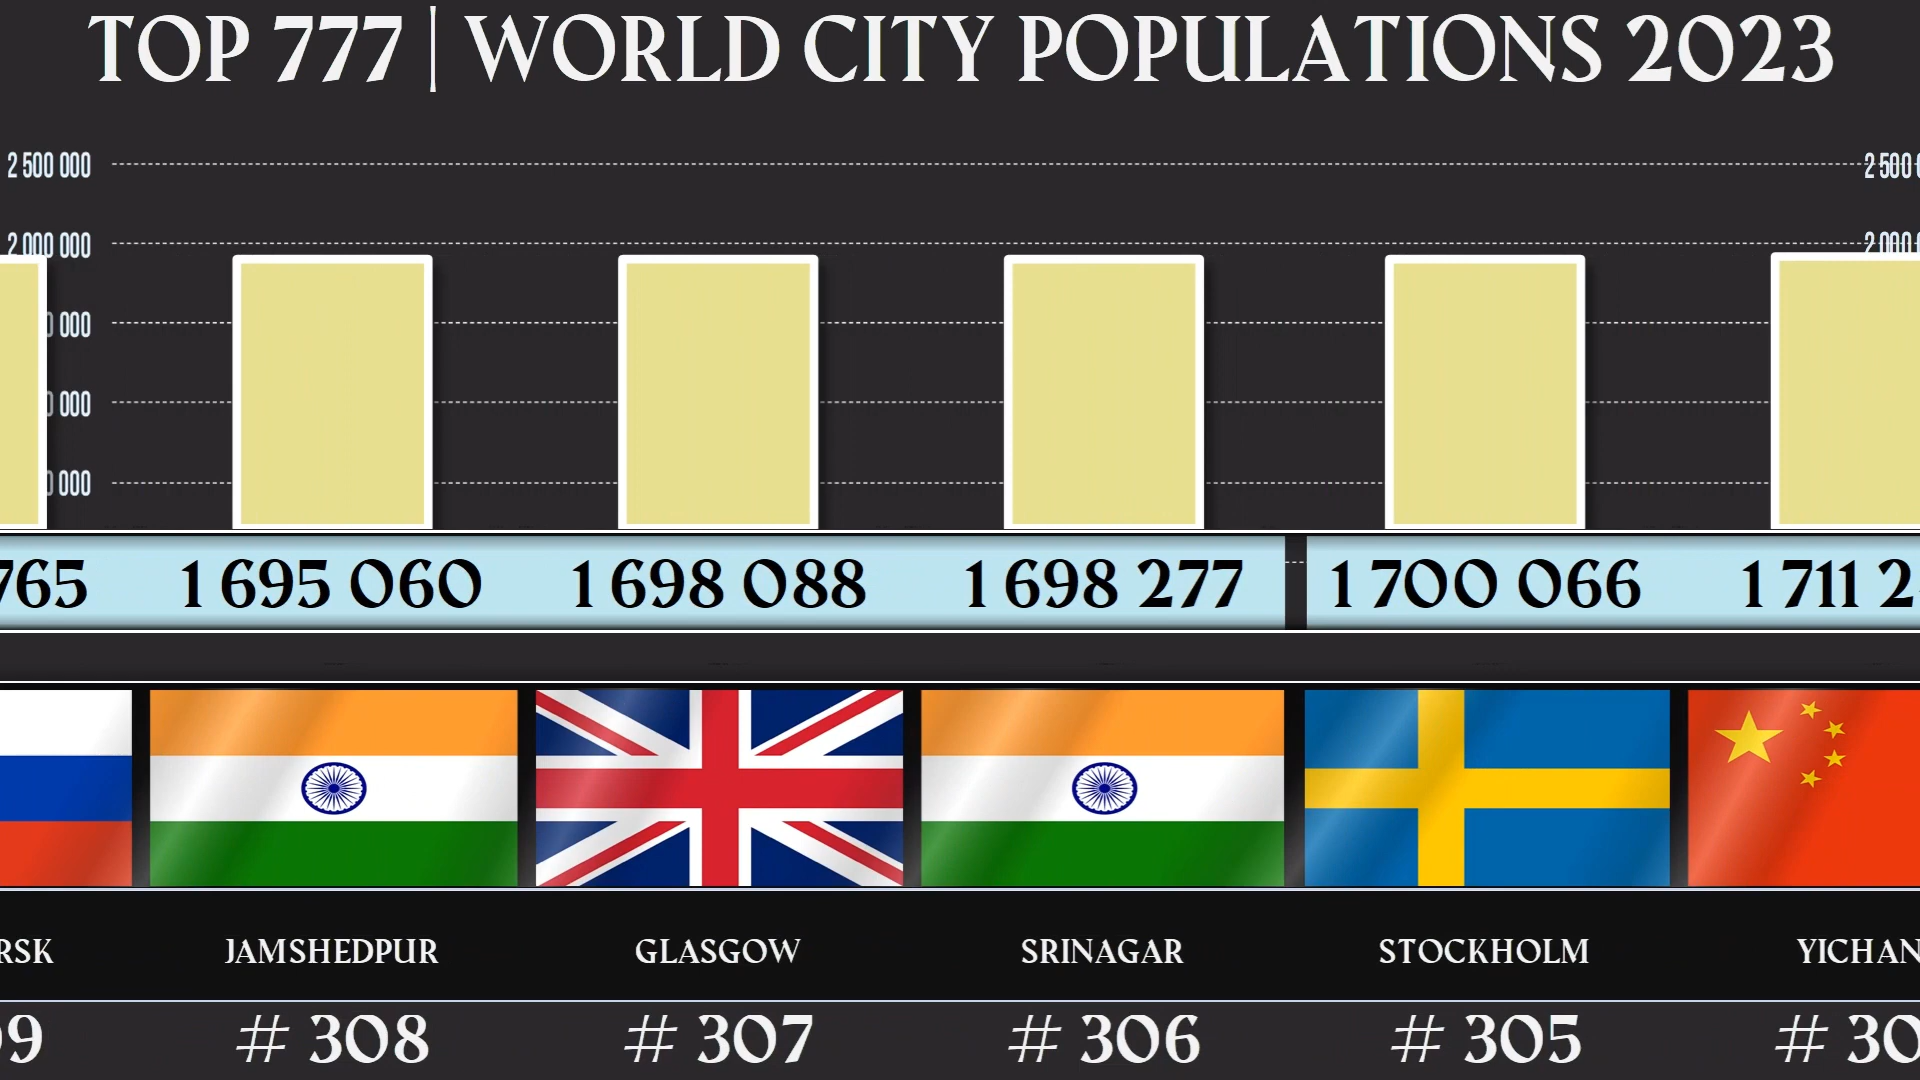 TOP 777 | WORLD CITY POPULATIONS 2023
2 500 000
2 000 000
1 695 060 1 698 088 1 698 277 1 700 066
JAMSHEDPUR GLASGOW SRINAGAR STOCKHOLM
# 308 # 307 # 306 # 305